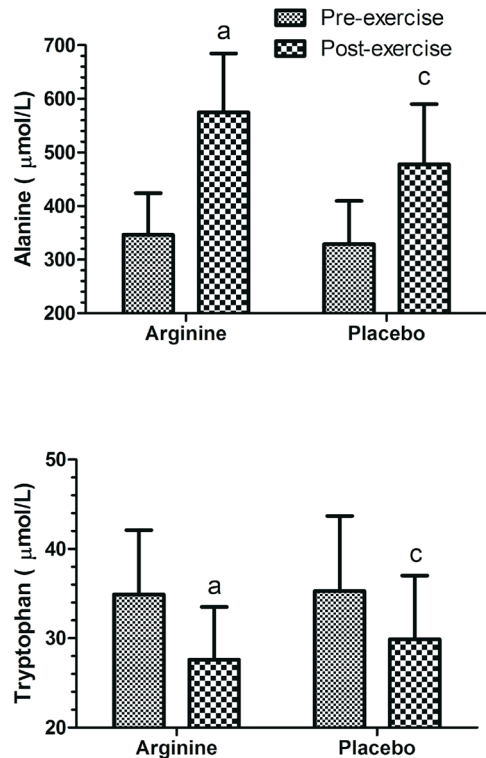 Pre-exercise
Post-exercise
a
c
700
600
500
400
300
200
Alanine ( μmol/L)
Arginine Placebo
50
40
30
20
Tryptophan ( μmol/L)
a
c
Arginine Placebo